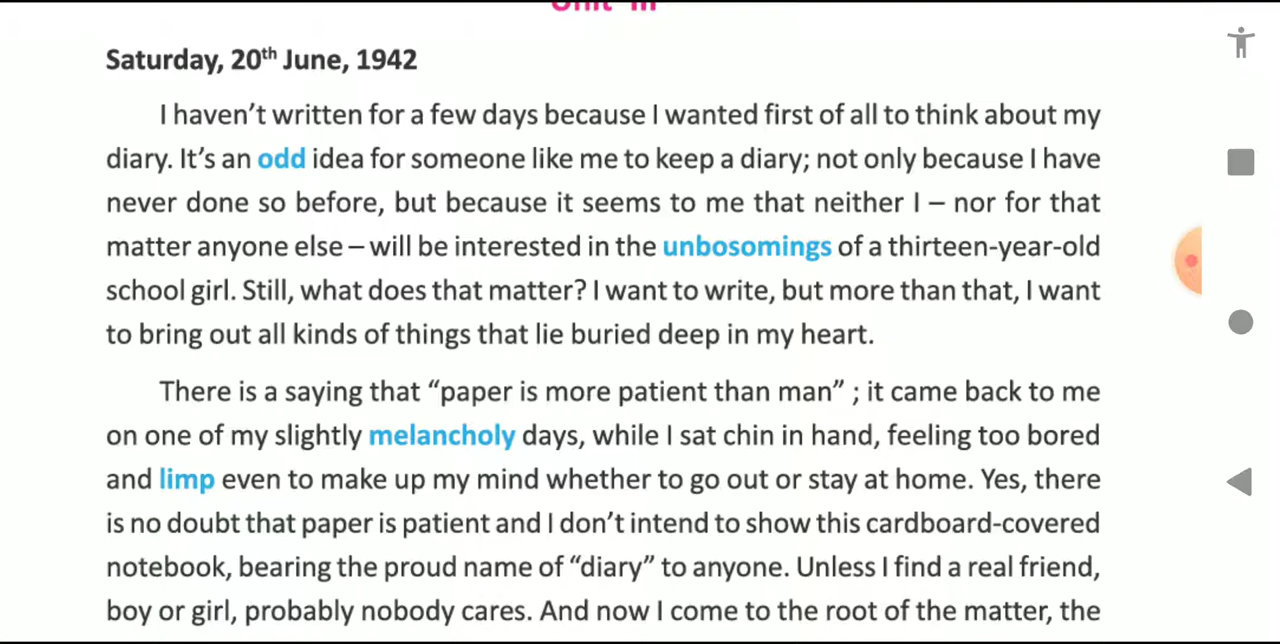 Unit III
Saturday, 20th June, 1942
I haven’t written for a few days because I wanted first of all to think about my
diary. It’s an odd idea for someone like me to keep a diary; not only because I have
never done so before, but because it seems to me that neither I – nor for that
matter anyone else – will be interested in the unbosomings of a thirteen-year-old
school girl. Still, what does that matter? I want to write, but more than that, I want
to bring out all kinds of things that lie buried deep in my heart.
There is a saying that “paper is more patient than man” ; it came back to me
on one of my slightly melancholy days, while I sat chin in hand, feeling too bored
and limp even to make up my mind whether to go out or stay at home. Yes, there
is no doubt that paper is patient and I don’t intend to show this cardboard-covered
notebook, bearing the proud name of “diary” to anyone. Unless I find a real friend,
boy or girl, probably nobody cares. And now I come to the root of the matter, the